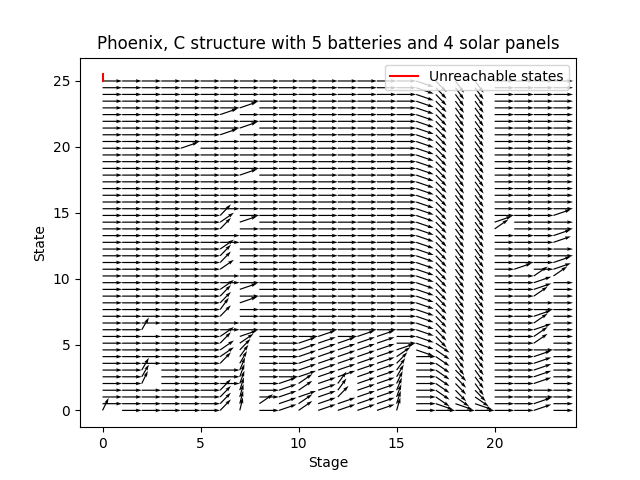 Phoenix, C structure with 5 batteries and 4 solar panels
Unreachable states
State
25
20
15
10
5
0
0 5 10 15 20
Stage